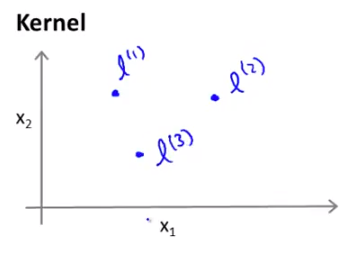 Kernel
l^(1)
l^(2)
x₂
l^(3)
x₁